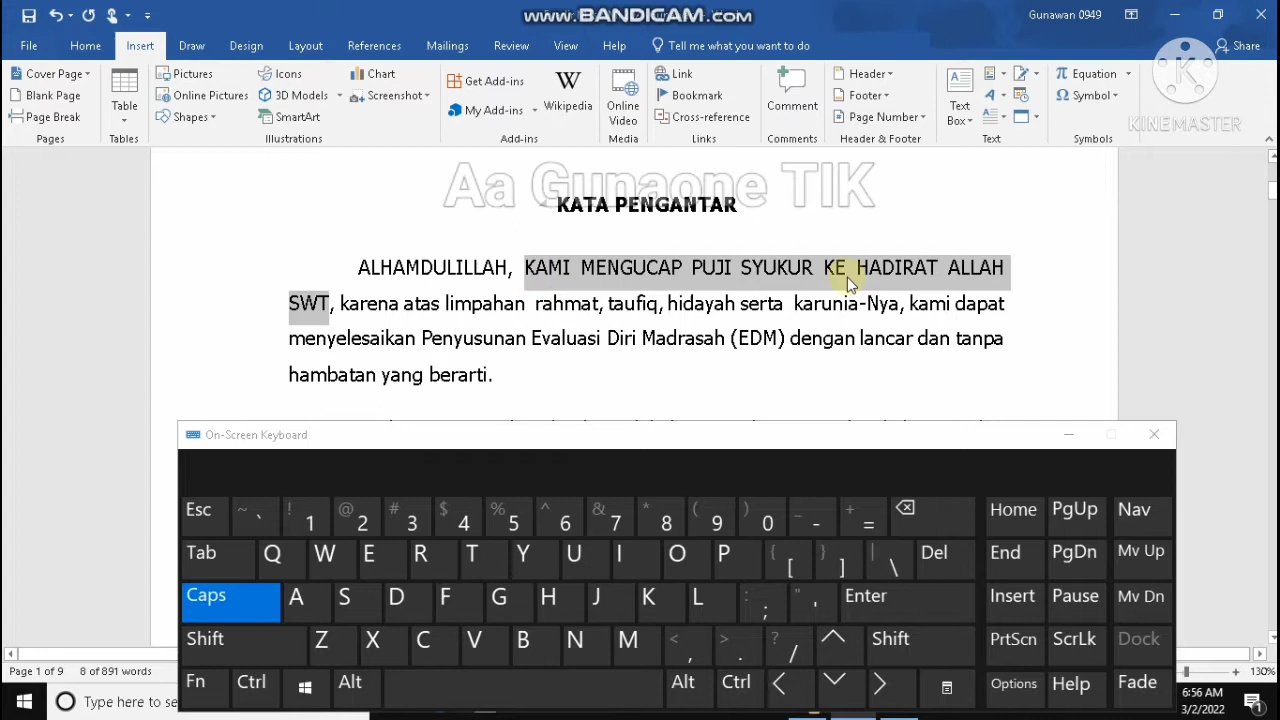 www.BANDICAM.com
Gunawan 0949
File Home Insert Draw Design Layout References Mailings Review View Help Tell me what you want to do Share
Cover Page
Blank Page
Page Break
Pages
Table
Tables
Pictures Icons Chart
Online Pictures 3D Models Screenshot
Shapes SmartArt
Illustrations
Get Add-ins
My Add-ins
Wikipedia
Add-ins
Online
Video
Media
Link
Bookmark
Cross-reference
Links
Comment
Comments
Header
Footer
Page Number
Header & Footer
Text
Box
Text
Equation
Symbol
Symbols
K
KINEMASTER
Aa Gunaone TIK
KATA PENGANTAR
ALHAMDULILLAH, KAMI MENGUCAP PUJI SYUKUR KE HADIRAT ALLAH
SWT, karena atas limpahan rahmat, taufiq, hidayah serta karunia-Nya, kami dapat
menyelesaikan Penyusunan Evaluasi Diri Madrasah (EDM) dengan lancar dan tanpa
hambatan yang berarti.
On-Screen Keyboard
Esc ~ ` ! 1 @ 2 # 3 $ 4 % 5 ^ 6 & 7 * 8 ( 9 ) 0 _ - + = Home PgUp Nav
Tab Q W E R T Y U I O P { [ } ] | \ Del End PgDn Mv Up
Caps A S D F G H J K L : ; " ' Enter Insert Pause Mv Dn
Shift Z X C V B N M < , > . ? / Shift PrtScn ScrLk Dock
Fn Ctrl Alt Alt Ctrl Options Help Fade
Page 1 of 9 8 of 891 words 130%
Type here to s
6:56 AM
3/2/2022
1